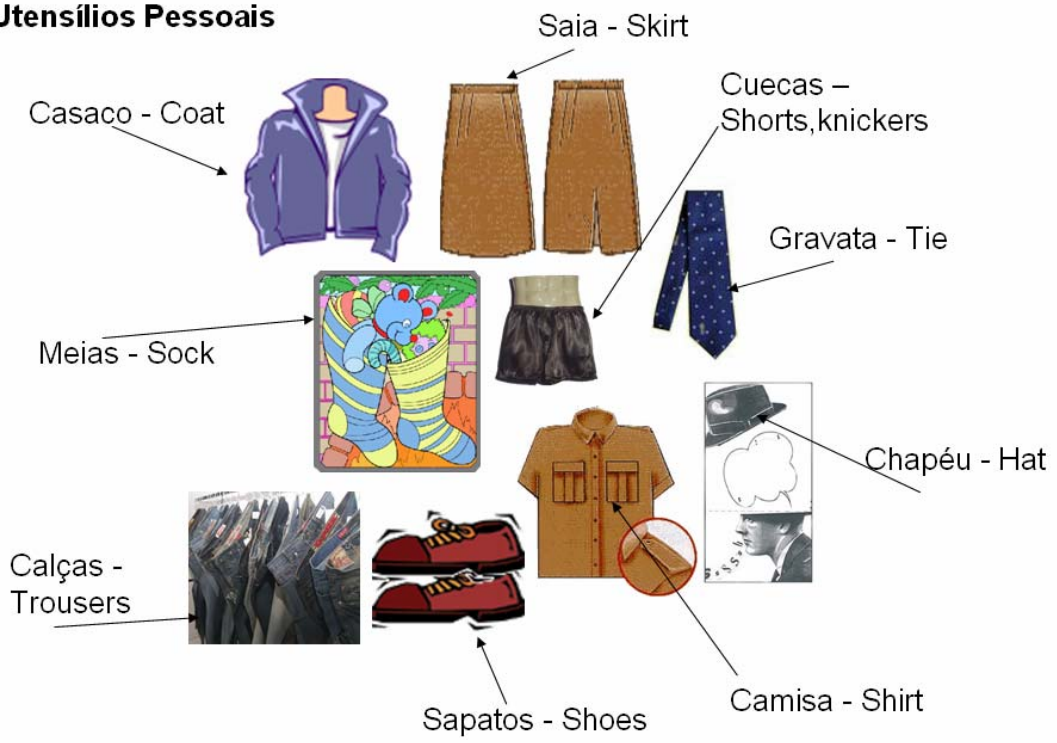 Utensílios Pessoais
Saia - Skirt
Casaco - Coat
Cuecas –
Shorts,knickers
Gravata - Tie
Meias - Sock
Chapéu - Hat
Calças -
Trousers
Camisa - Shirt
Sapatos - Shoes